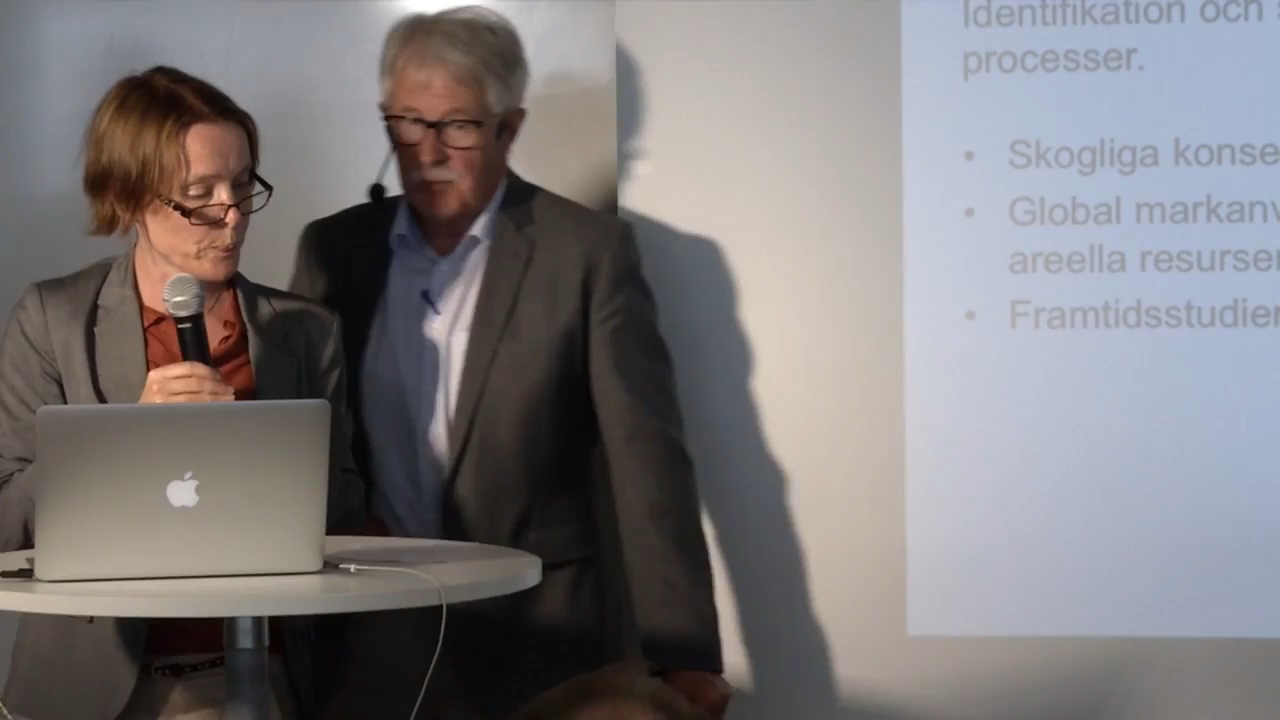 Identifikation och
processer.
• Skogliga konse
• Global markanv
areella resurser
• Framtidsstudier